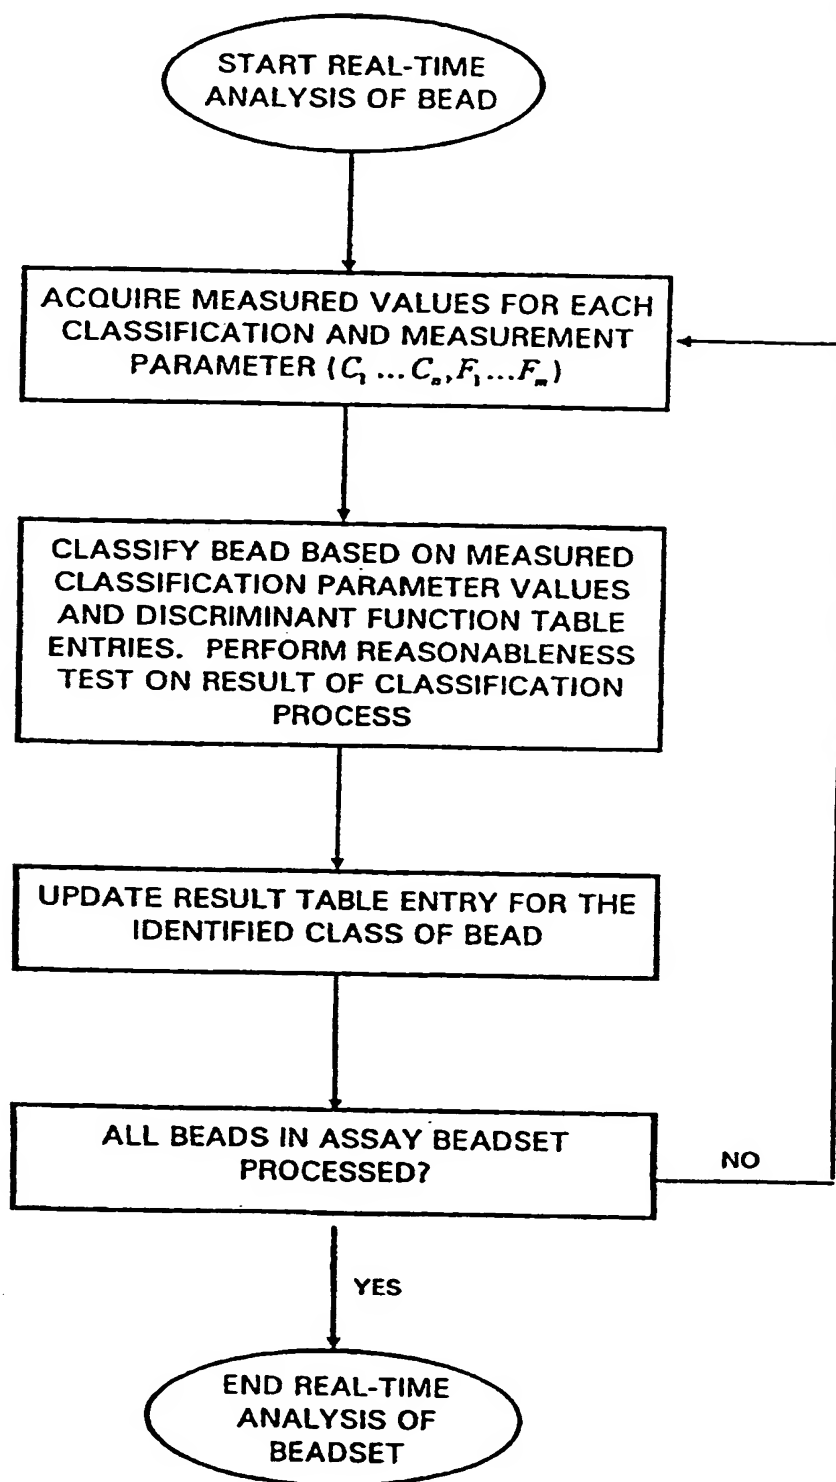 START REAL-TIME
ANALYSIS OF BEAD
ACQUIRE MEASURED VALUES FOR EACH
CLASSIFICATION AND MEASUREMENT
PARAMETER (C₁ ... Cₙ, F₁ ... Fₘ)
CLASSIFY BEAD BASED ON MEASURED
CLASSIFICATION PARAMETER VALUES
AND DISCRIMINANT FUNCTION TABLE
ENTRIES. PERFORM REASONABLENESS
TEST ON RESULT OF CLASSIFICATION
PROCESS
UPDATE RESULT TABLE ENTRY FOR THE
IDENTIFIED CLASS OF BEAD
ALL BEADS IN ASSAY BEADSET
PROCESSED?
NO
YES
END REAL-TIME
ANALYSIS OF
BEADSET